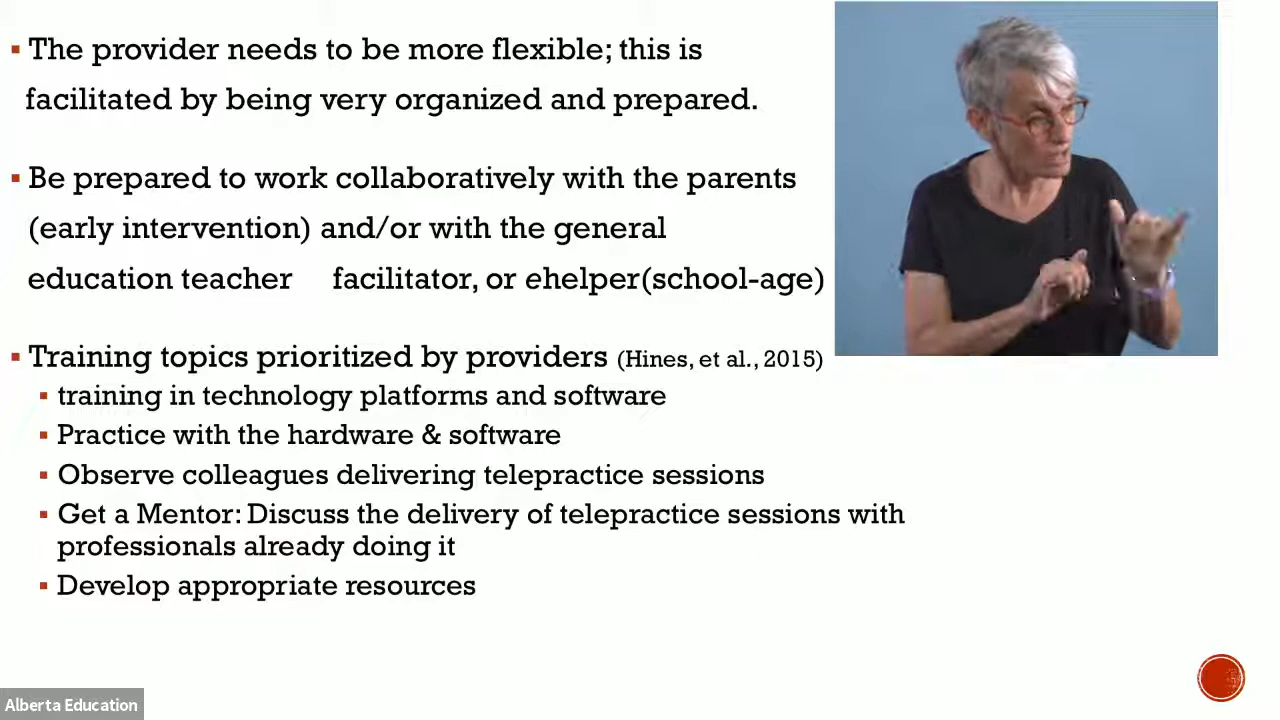 ▪ The provider needs to be more flexible; this is
facilitated by being very organized and prepared.
▪ Be prepared to work collaboratively with the parents
(early intervention) and/or with the general
education teacher facilitator, or ehelper(school-age)
▪ Training topics prioritized by providers (Hines, et al., 2015)
▪ training in technology platforms and software
▪ Practice with the hardware & software
▪ Observe colleagues delivering telepractice sessions
▪ Get a Mentor: Discuss the delivery of telepractice sessions with
professionals already doing it
▪ Develop appropriate resources
Alberta Education